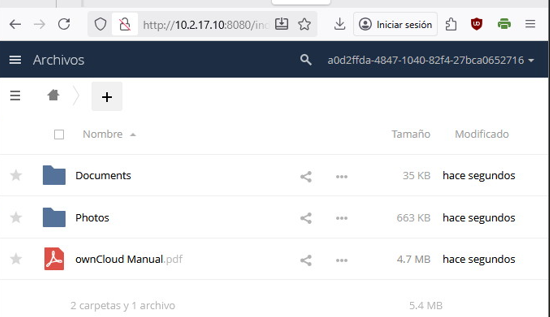 http://10.2.17.10:8080/in
Iniciar sesión
Archivos
a0d2ffda-4847-1040-82f4-27bca0652716
+
Nombre Tamaño Modificado
Documents 35 KB hace segundos
Photos 663 KB hace segundos
ownCloud Manual.pdf 4.7 MB hace segundos
2 carpetas y 1 archivo 5.4 MB